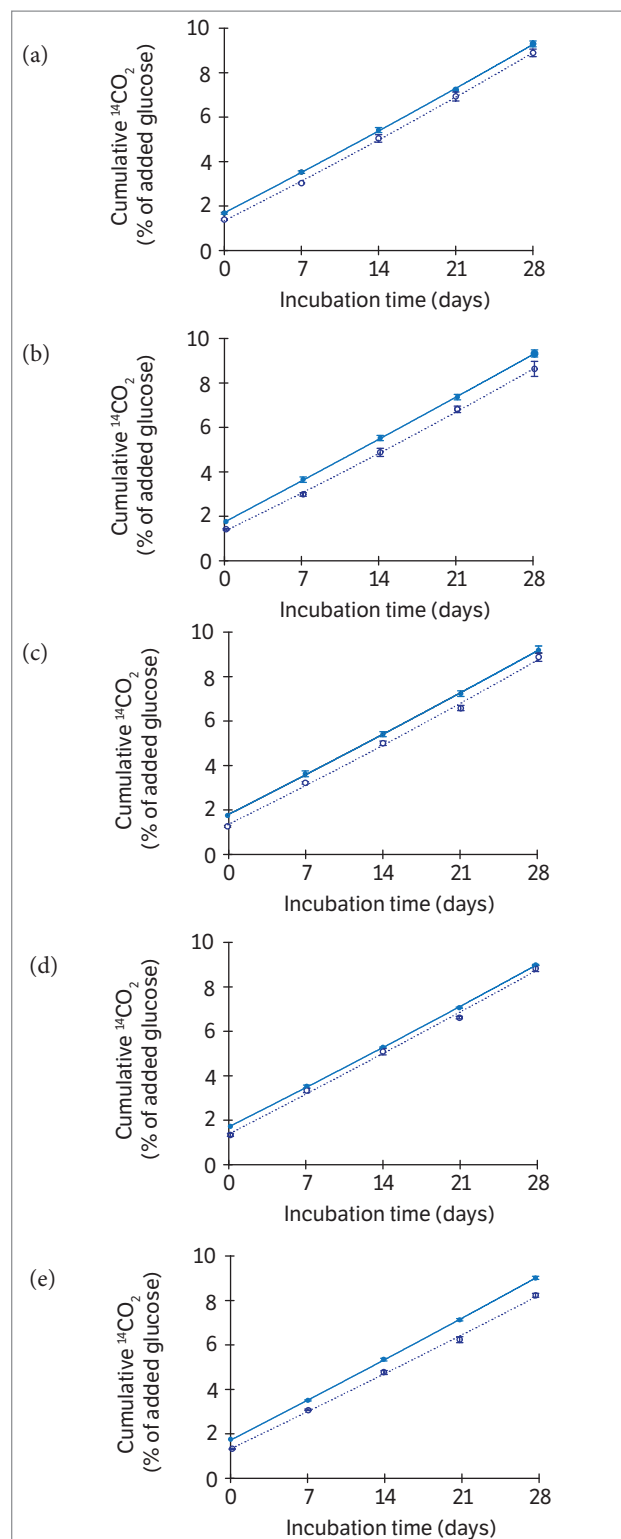 (a)
Cumulative ¹⁴CO₂
(% of added glucose)
10
8
6
4
2
0
0 7 14 21 28
Incubation time (days)
(b)
Cumulative ¹⁴CO₂
(% of added glucose)
10
8
6
4
2
0
0 7 14 21 28
Incubation time (days)
(c)
Cumulative ¹⁴CO₂
(% of added glucose)
10
8
6
4
2
0
0 7 14 21 28
Incubation time (days)
(d)
Cumulative ¹⁴CO₂
(% of added glucose)
10
8
6
4
2
0
0 7 14 21 28
Incubation time (days)
(e)
Cumulative ¹⁴CO₂
(% of added glucose)
10
8
6
4
2
0
0 7 14 21 28
Incubation time (days)